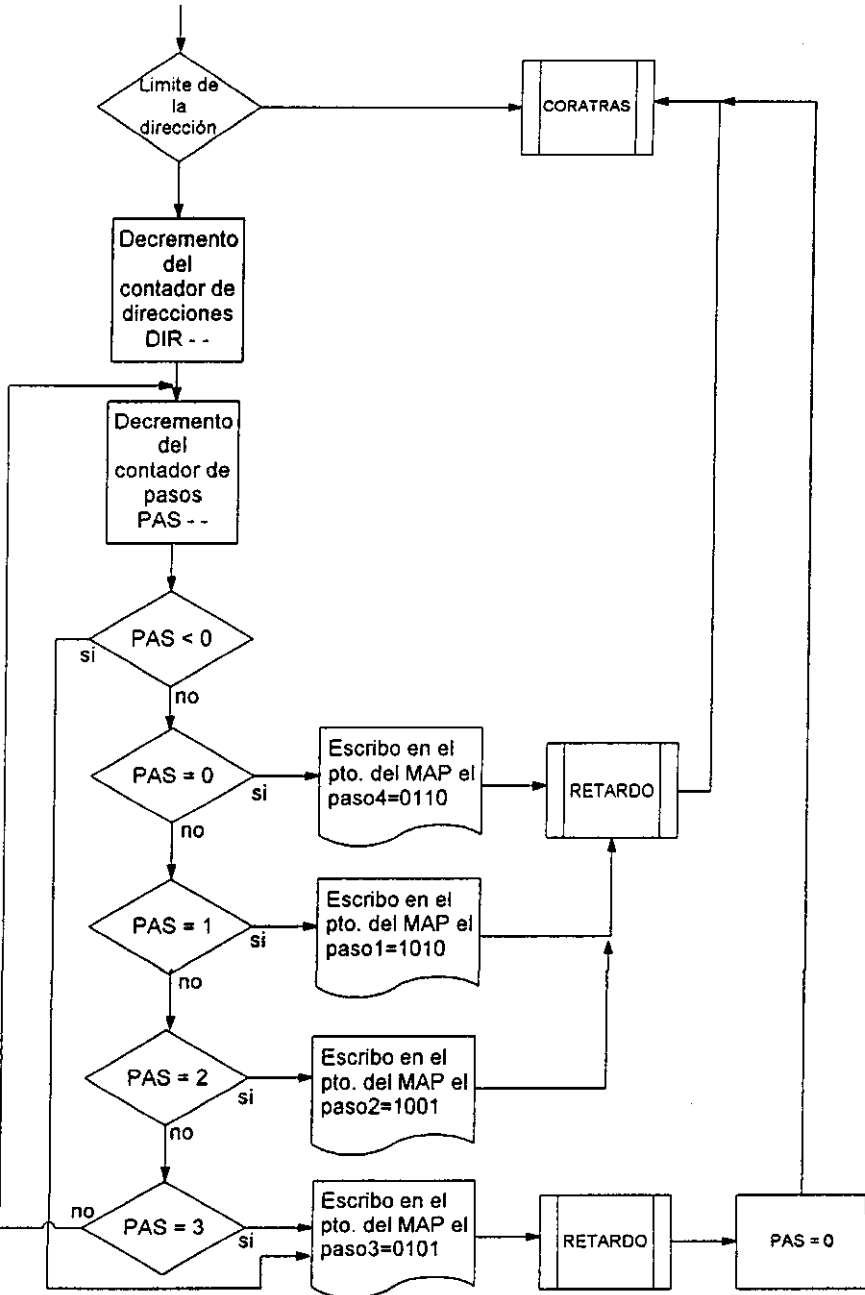 Limite de
la
dirección
CORATRAS
Decremento
del
contador de
direcciones
DIR - -
Decremento
del
contador de
pasos
PAS - -
PAS < 0
si
no
PAS = 0
si
no
Escribo en el
pto. del MAP el
paso4=0110
RETARDO
PAS = 1
si
no
Escribo en el
pto. del MAP el
paso1=1010
PAS = 2
si
no
Escribo en el
pto. del MAP el
paso2=1001
no
PAS = 3
si
Escribo en el
pto. del MAP el
paso3=0101
RETARDO
PAS = 0